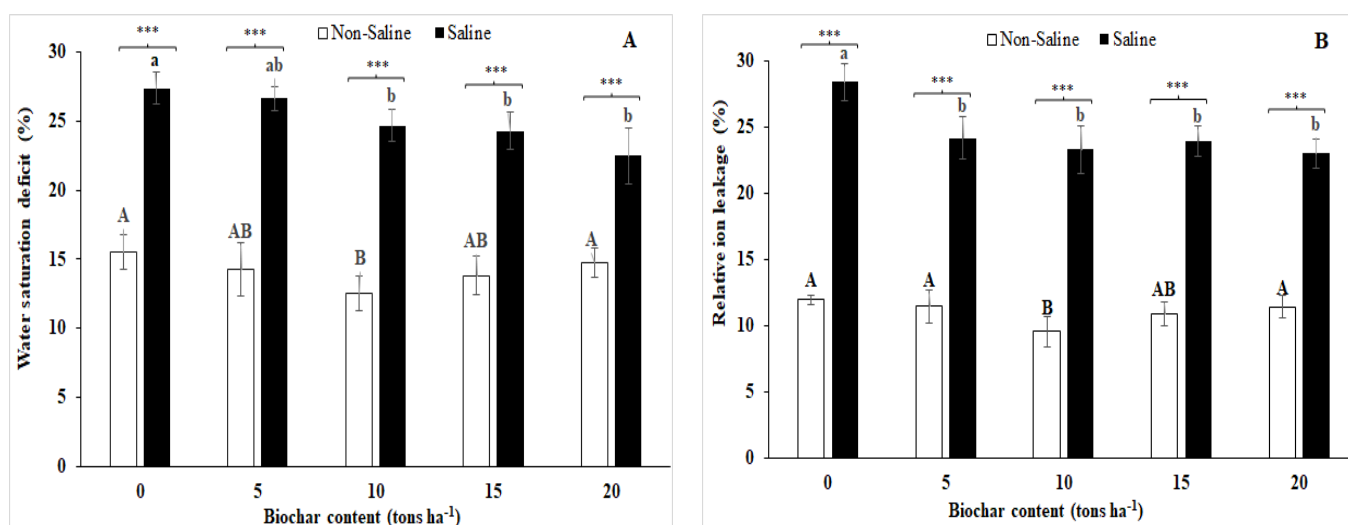 Non-Saline Saline
A
Water saturation deficit (%)
30
25
20
15
10
5
0
*** *** *** *** ***
a ab b b b
A AB B AB A
0 5 10 15 20
Biochar content (tons ha⁻¹)
Non-Saline Saline
B
Relative ion leakage (%)
30
25
20
15
10
5
0
*** *** *** *** ***
a b b b b
A A B AB A
0 5 10 15 20
Biochar content (tons ha⁻¹)